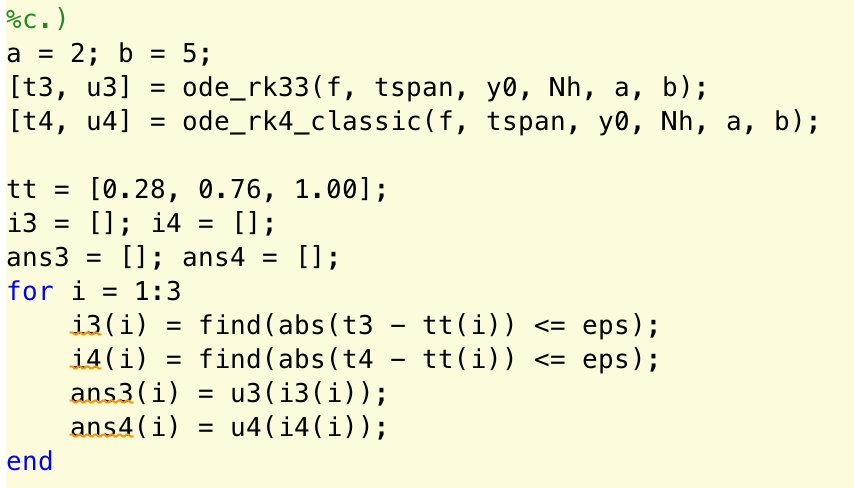 %c.)
a = 2; b = 5;
[t3, u3] = ode_rk33(f, tspan, y0, Nh, a, b);
[t4, u4] = ode_rk4_classic(f, tspan, y0, Nh, a, b);
tt = [0.28, 0.76, 1.00];
i3 = []; i4 = [];
ans3 = []; ans4 = [];
for i = 1:3
    i3(i) = find(abs(t3 - tt(i)) <= eps);
    i4(i) = find(abs(t4 - tt(i)) <= eps);
    ans3(i) = u3(i3(i));
    ans4(i) = u4(i4(i));
end